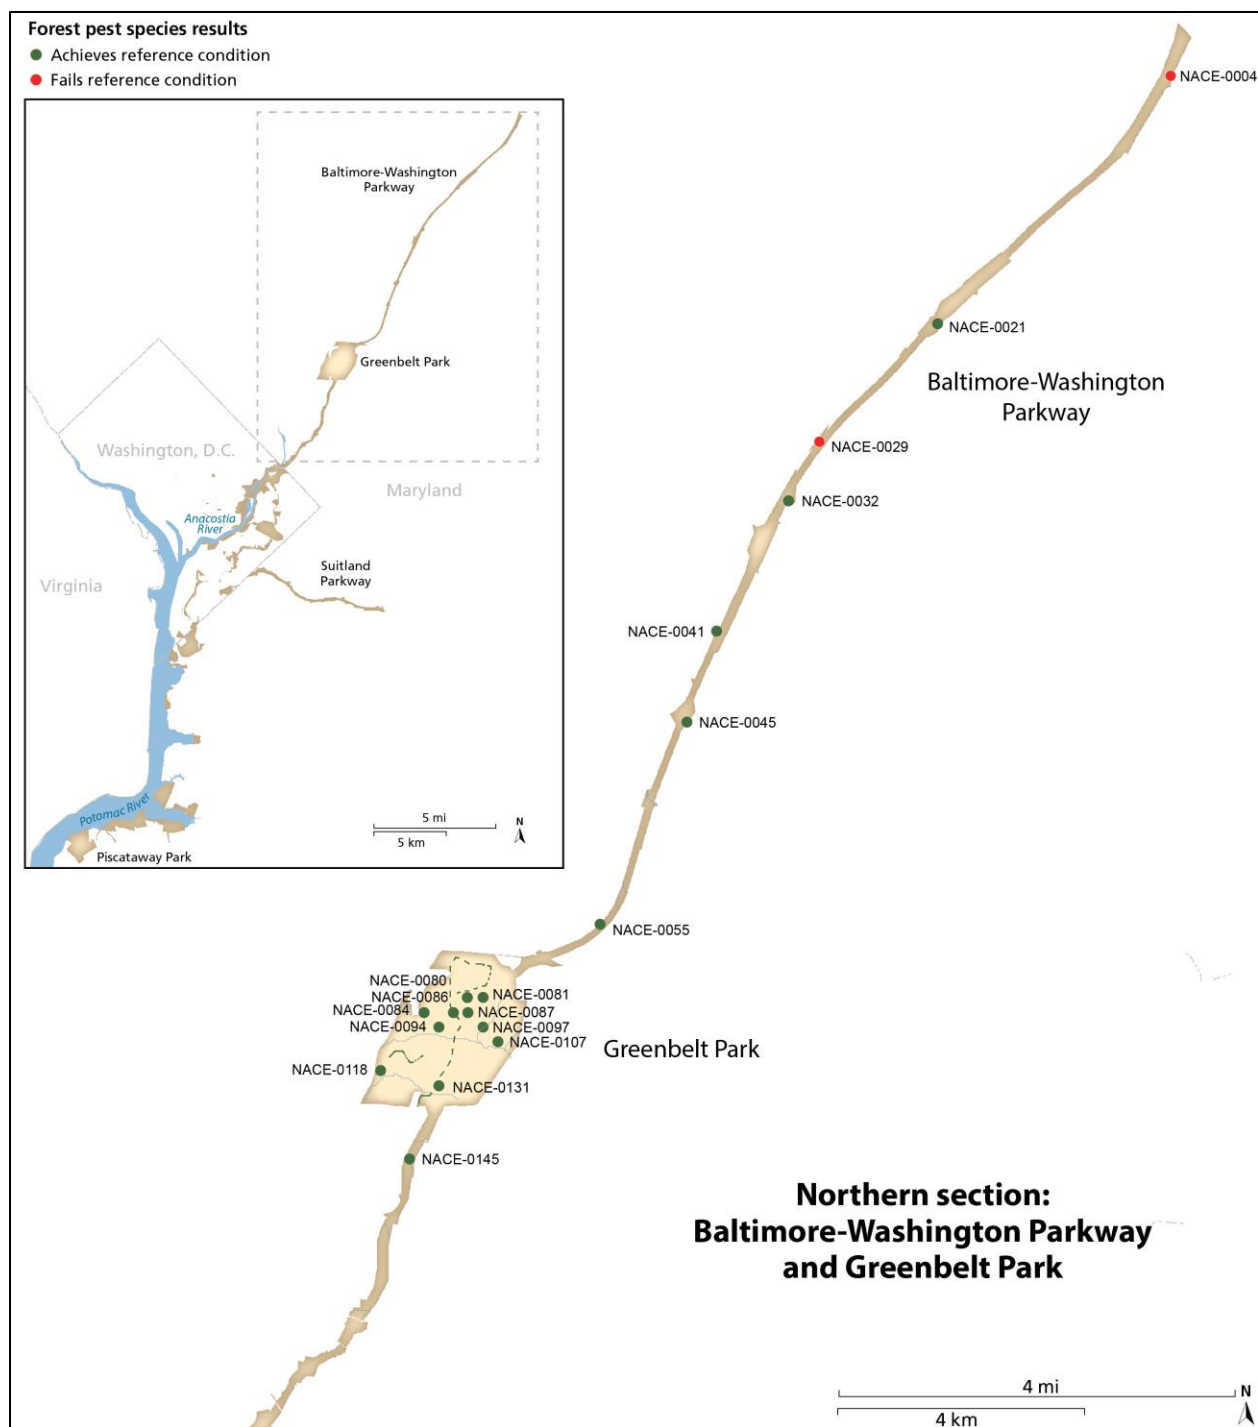 Forest pest species results
Achieves reference condition
Fails reference condition
NACE-0004
Baltimore-Washington
Parkway
Greenbelt Park
Washington, D.C.
Maryland
Anacostia
River
Virginia
Suitland
Parkway
Potomac River
Piscataway Park
5 mi
5 km
N
NACE-0021
Baltimore-Washington
Parkway
NACE-0029
NACE-0032
NACE-0041
NACE-0045
NACE-0055
NACE-0080
NACE-0086
NACE-0081
NACE-0084
NACE-0087
NACE-0094
NACE-0097
NACE-0107
Greenbelt Park
NACE-0118
NACE-0131
NACE-0145
Northern section:
Baltimore-Washington Parkway
and Greenbelt Park
4 mi
4 km
N